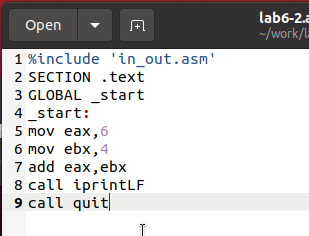 Open
lab6-2.a
~/work/la
1 %include 'in_out.asm'
2 SECTION .text
3 GLOBAL _start
4 _start:
5 mov eax,6
6 mov ebx,4
7 add eax,ebx
8 call iprintLF
9 call quit